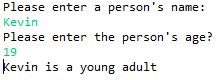 Please enter a person's name:
Kevin
Please enter the person's age?
19
Kevin is a young adult